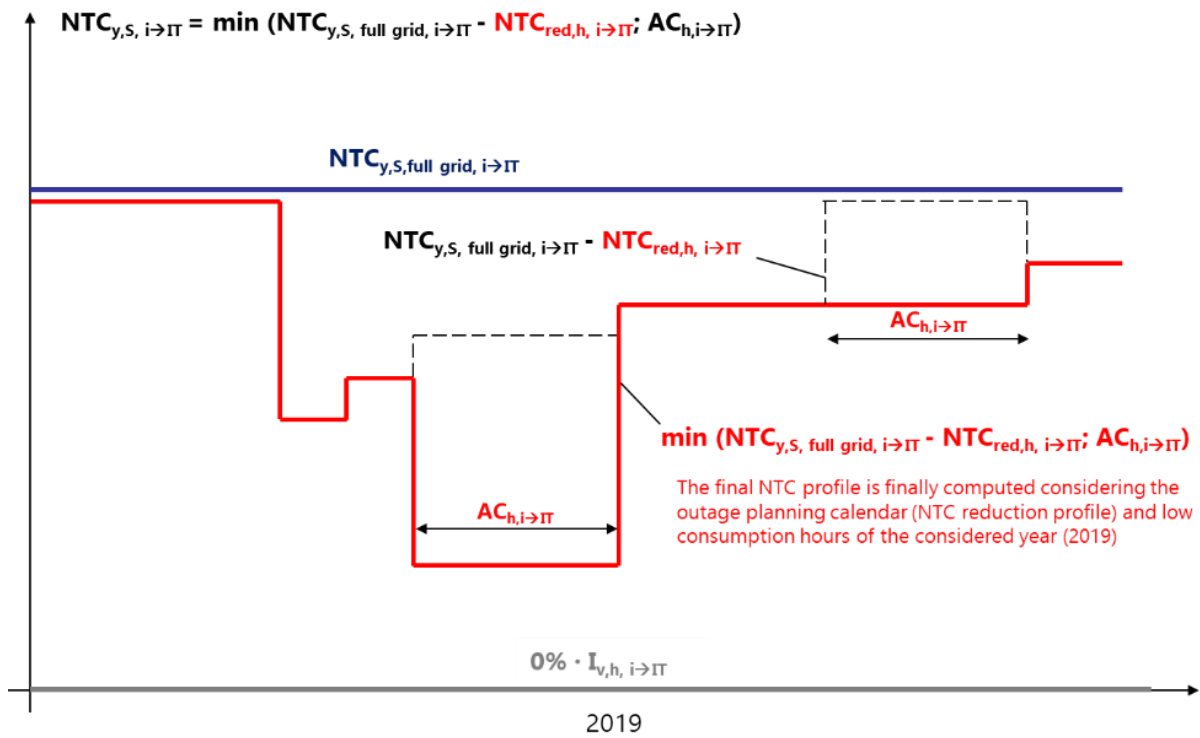 NTCy,S, i→IT = min (NTCy,S, full grid, i→IT - NTCred,h, i→IT; ACh,i→IT)
NTCy,S,full grid, i→IT
NTCy,S, full grid, i→IT - NTCred,h, i→IT
ACh,i→IT
min (NTCy,S, full grid, i→IT - NTCred,h, i→IT; ACh,i→IT)
The final NTC profile is finally computed considering the
outage planning calendar (NTC reduction profile) and low
consumption hours of the considered year (2019)
ACh,i→IT
0% · Iv,h, i→IT
2019